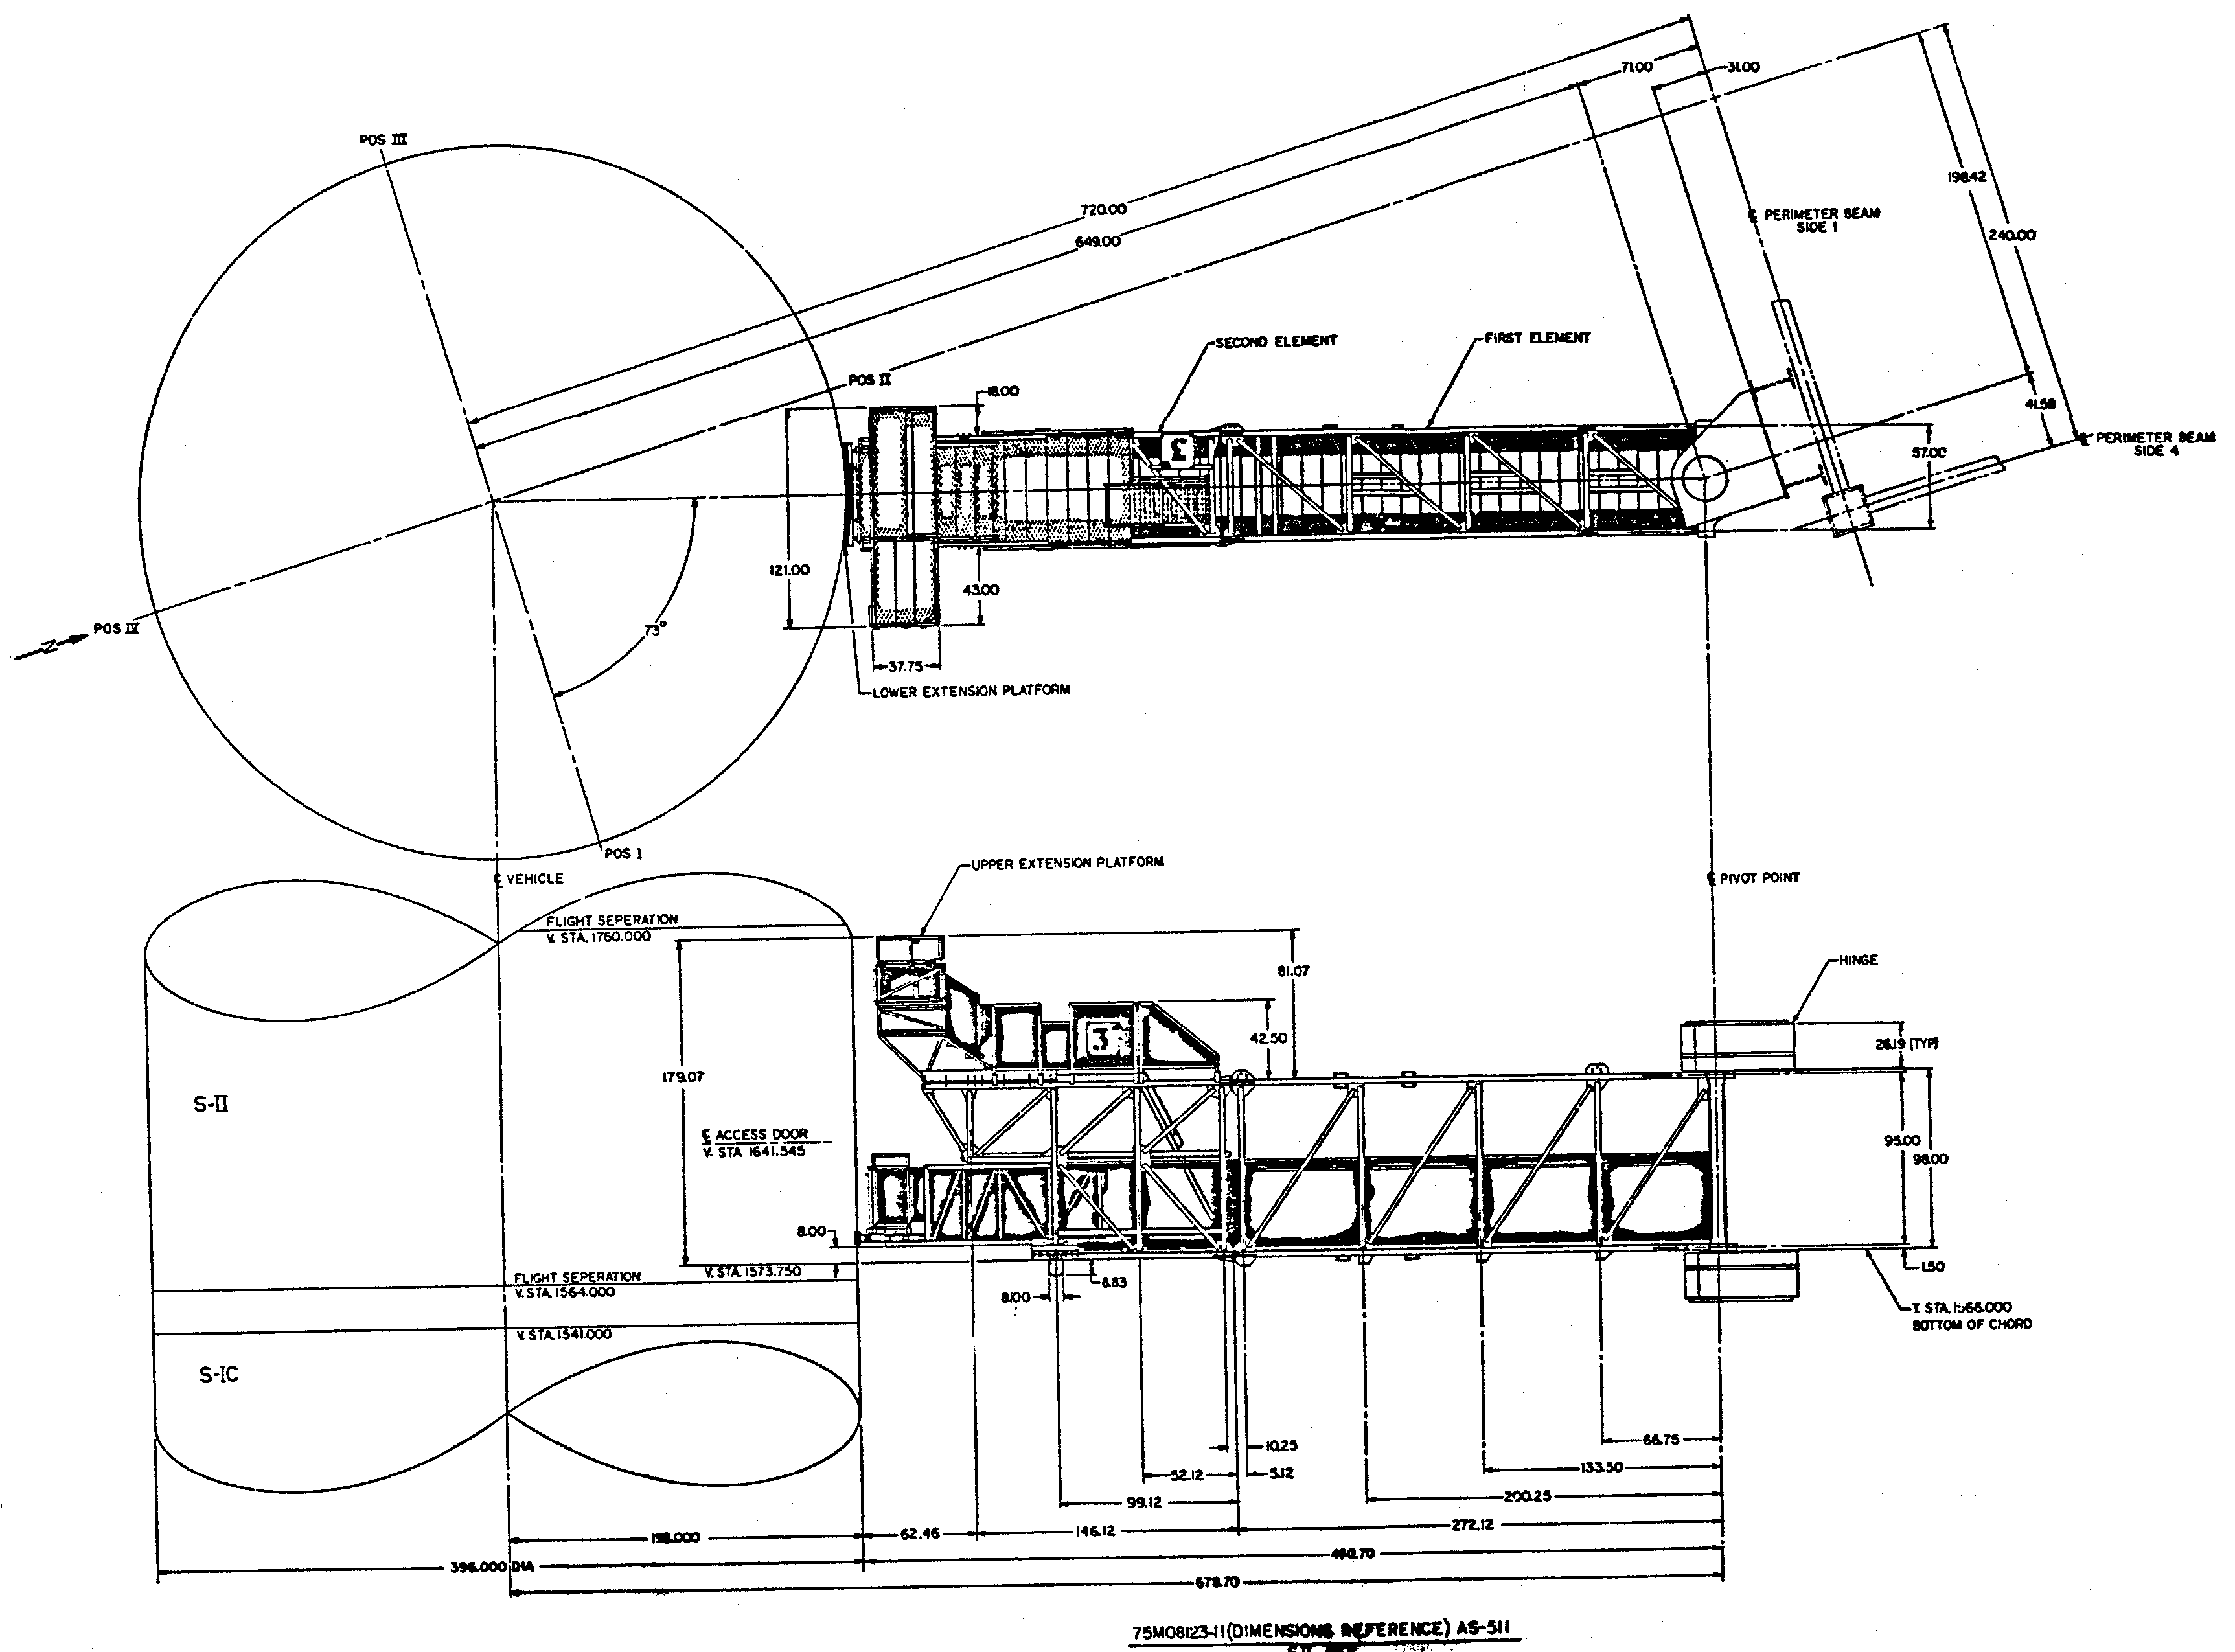 71.00
31.00
POS III
198.42
720.00
℄ PERIMETER BEAM
SIDE 1
649.00
240.00
SECOND ELEMENT
FIRST ELEMENT
POS II
18.00
41.58
℄ PERIMETER BEAM
SIDE 4
57.00
3
121.00
43.00
N
POS IV
73°
37.75
LOWER EXTENSION PLATFORM
POS I
UPPER EXTENSION PLATFORM
℄ VEHICLE
℄ PIVOT POINT
FLIGHT SEPERATION
V. STA. 1760.000
81.07
HINGE
42.50
3
26.19 (TYP)
179.07
S-II
℄ ACCESS DOOR
V. STA 1641.545
95.00
98.00
8.00
1.50
V. STA. 1573.750
FLIGHT SEPERATION
V. STA. 1564.000
8.83
8.00
T STA. 1566.000
BOTTOM OF CHORD
V. STA. 1541.000
S-IC
66.75
10.25
133.50
52.12
5.12
200.25
99.12
198.000
62.46
146.12
272.12
396.000 DIA
480.70
678.70
75M08123-11 (DIMENSIONS REFERENCE) AS-511